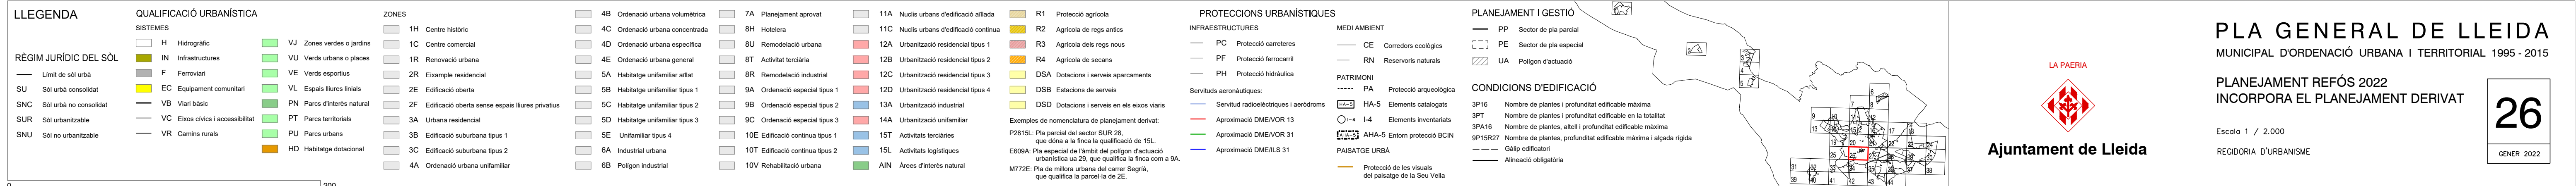 LLEGENDA
RÈGIM JURÍDIC DEL SÒL
Límit de sòl urbà
SU Sòl urbà consolidat
SNC Sòl urbà no consolidat
SUR Sòl urbanitzable
SNU Sòl no urbanitzable
QUALIFICACIÓ URBANÍSTICA
SISTEMES
H Hidrogràfic
IN Infrastructures
F Ferroviari
EC Equipament comunitari
VB Viari bàsic
VC Eixos cívics i accessibilitat
VR Camins rurals
VJ Zones verdes o jardins
VU Verds urbans o places
VE Verds esportius
VL Espais lliures linials
PN Parcs d'interès natural
PT Parcs territorials
PU Parcs urbans
HD Habitatge dotacional
ZONES
1H Centre històric
1C Centre comercial
1R Renovació urbana
2R Eixample residencial
2E Edificació oberta
2F Edificació oberta sense espais lliures privatius
3A Urbana residencial
3B Edificació suburbana tipus 1
3C Edificació suburbana tipus 2
4A Ordenació urbana unifamiliar
4B Ordenació urbana volumètrica
4C Ordenació urbana concentrada
4D Ordenació urbana específica
4E Ordenació urbana general
5A Habitatge unifamiliar aïllat
5B Habitage unifamiliar tipus 1
5C Habitage unifamiliar tipus 2
5D Habitatge unifamiliar tipus 3
5E Unifamiliar tipus 4
6A Industrial urbana
6B Polígon industrial
7A Planejament aprovat
8H Hotelera
8U Remodelació urbana
8T Activitat terciària
8R Remodelació industrial
9A Ordenació especial tipus 1
9B Ordenació especial tipus 2
9C Ordenació especial tipus 3
10E Edificació continua tipus 1
10T Edificació continua tipus 2
10V Rehabilitació urbana
11A Nuclis urbans d'edificació aïllada
11C Nuclis urbans d'edificació continua
12A Urbanització residencial tipus 1
12B Urbanització residencial tipus 2
12C Urbanització residencial tipus 3
12D Urbanització residencial tipus 4
13A Urbanització industrial
14A Urbanització unifamiliar
15T Activitats terciàries
15L Activitats logístiques
AIN Àrees d'interès natural
R1 Protecció agrícola
R2 Agrícola de regs antics
R3 Agrícola dels regs nous
R4 Agrícola de secans
DSA Dotacions i serveis aparcaments
DSB Estacions de serveis
DSD Dotacions i serveis en els eixos viaris
Exemples de nomenclatura de planejament derivat:
P2815L: Pla parcial del sector SUR 28,
que dóna a la finca la qualificació de 15L.
E609A: Pla especial de l'àmbit del polígon d'actuació
urbanística ua 29, que qualifica la finca com a 9A.
M772E: Pla de millora urbana del carrer Segrià,
que qualifica la parcel·la de 2E.
PROTECCIONS URBANÍSTIQUES
INFRAESTRUCTURES
PC Protecció carreteres
PF Protecció ferrocarril
PH Protecció hidràulica
Servituds aeronàutiques:
Servitud radioelèctriques i aeròdroms
Aproximació DME/VOR 13
Aproximació DME/VOR 31
Aproximació DME/ILS 31
MEDI AMBIENT
CE Corredors ecològics
RN Reservoris naturals
PATRIMONI
PA Protecció arqueològica
HA-5 HA-5 Elements catalogats
I-4 I-4 Elements inventariats
AHA-5 AHA-5 Entorn protecció BCIN
PAISATGE URBÀ
Protecció de les visuals
del paisatge de la Seu Vella
PLANEJAMENT I GESTIÓ
PP Sector de pla parcial
PE Sector de pla especial
UA Polígon d'actuació
CONDICIONS D'EDIFICACIÓ
3P16 Nombre de plantes i profunditat edificable màxima
3PT Nombre de plantes i profunditat edificable en la totalitat
3PA16 Nombre de plantes, altell i profunditat edificable màxima
9P15R27 Nombre de plantes, profunditat edificable màxima i alçada rígida
Gàlip edificatori
Alineació obligatòria
LA PAERIA
Ajuntament de Lleida
PLA GENERAL DE LLEIDA
MUNICIPAL D'ORDENACIÓ URBANA I TERRITORIAL 1995 - 2015
PLANEJAMENT REFÓS 2022
INCORPORA EL PLANEJAMENT DERIVAT
Escala 1 / 2.000
REGIDORIA D'URBANISME
26
GENER 2022
0 200